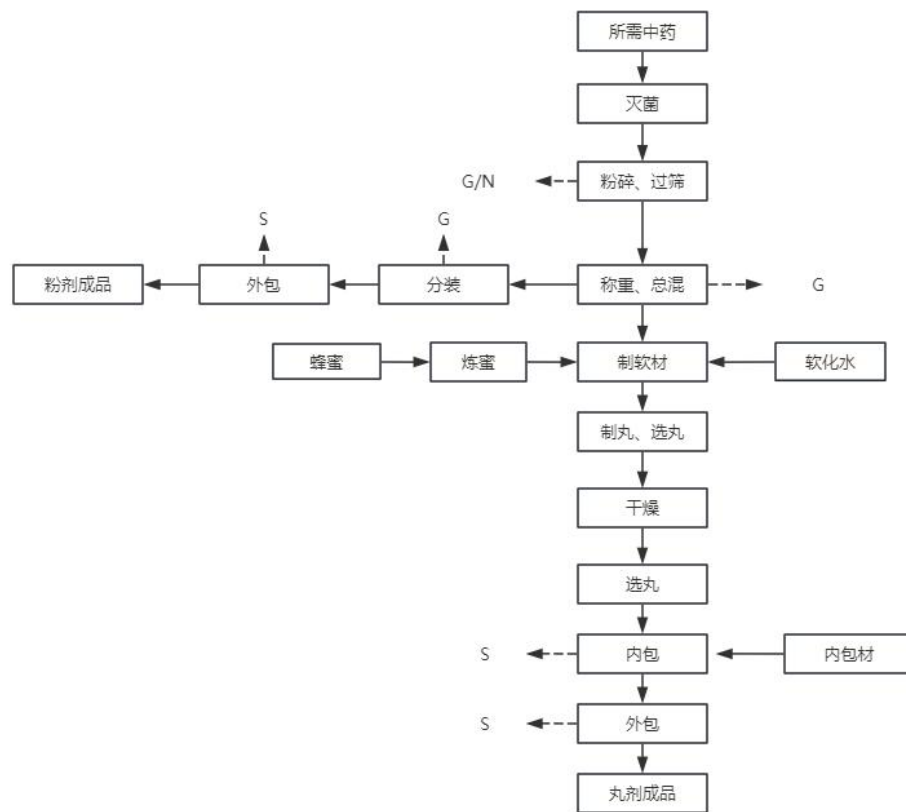 所需中药
灭菌
G/N
粉碎、过筛
S
G
粉剂成品
外包
分装
称重、总混
G
蜂蜜
炼蜜
制软材
软化水
制丸、选丸
干燥
选丸
S
内包
内包材
S
外包
丸剂成品